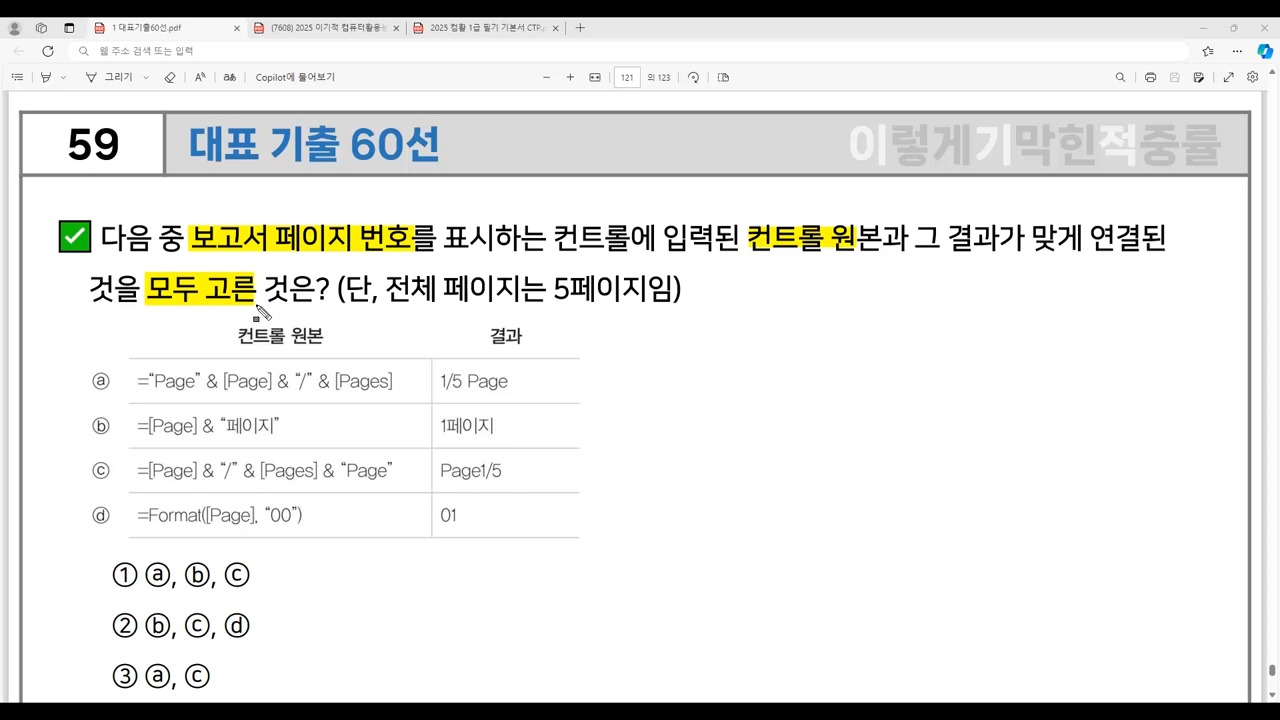 1 대표기출60선.pdf
(7608) 2025 이기적 컴퓨터활용능
2025 컴활 1급 필기 기본서 CTP.
웹 주소 검색 또는 입력
그리기
aあ
Copilot에 물어보기
121 의 123
59 대표 기출 60선 이렇게기막힌적중률
다음 중 보고서 페이지 번호를 표시하는 컨트롤에 입력된 컨트롤 원본과 그 결과가 맞게 연결된
것을 모두 고른 것은? (단, 전체 페이지는 5페이지임)
컨트롤 원본 결과
ⓐ =“Page” & [Page] & “/” & [Pages] 1/5 Page
ⓑ =[Page] & “페이지” 1페이지
ⓒ =[Page] & “/” & [Pages] & “Page” Page1/5
ⓓ =Format([Page], “00”) 01
① ⓐ, ⓑ, ⓒ
② ⓑ, ⓒ, ⓓ
③ ⓐ, ⓒ